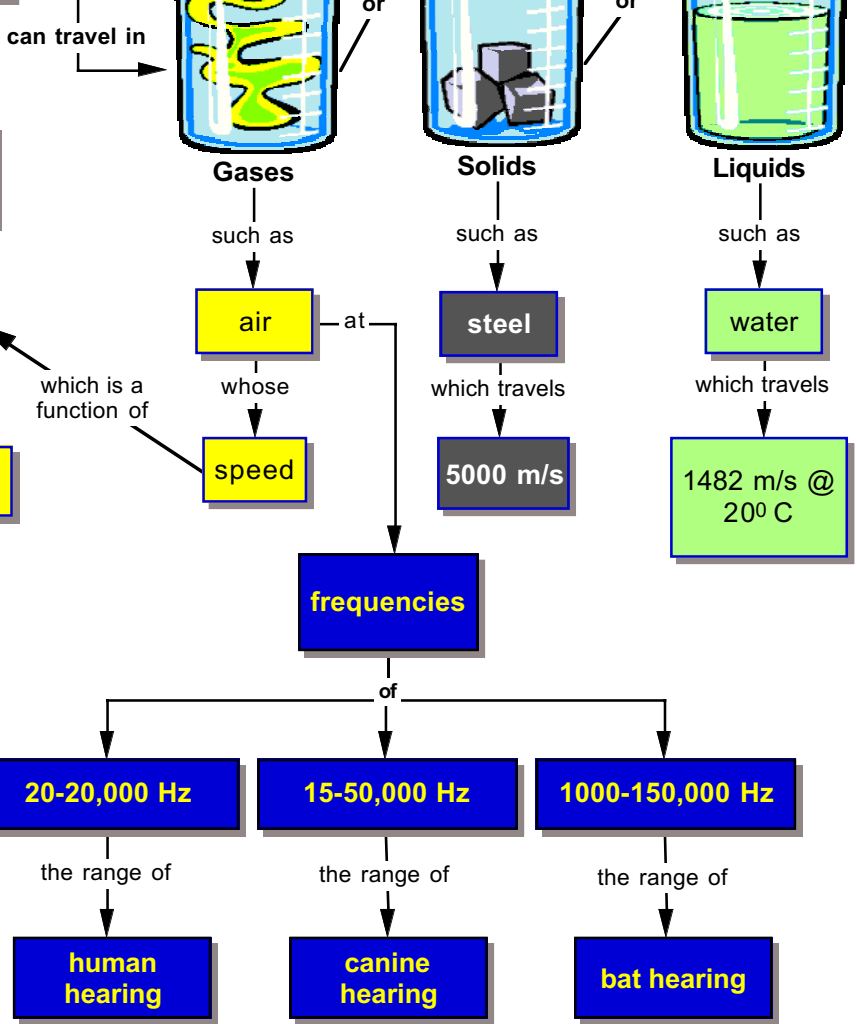 or
or
can travel in
Gases
Solids
Liquids
such as
such as
such as
air
at
steel
water
whose
which travels
which travels
which is a
function of
speed
5000 m/s
1482 m/s @
20⁰ C
frequencies
of
20-20,000 Hz
15-50,000 Hz
1000-150,000 Hz
the range of
the range of
the range of
human
hearing
canine
hearing
bat hearing